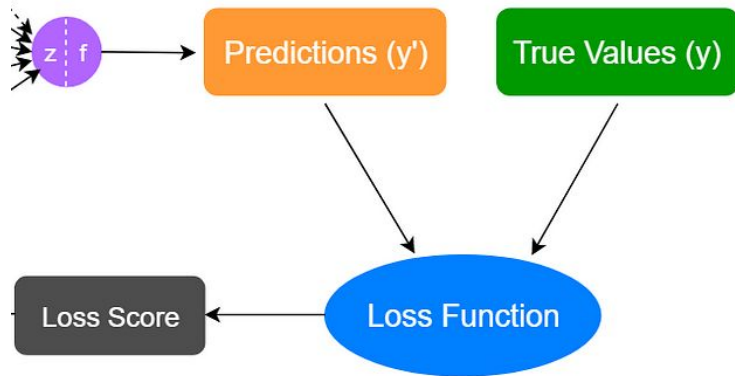 z f
Predictions (y')
True Values (y)
Loss Score
Loss Function